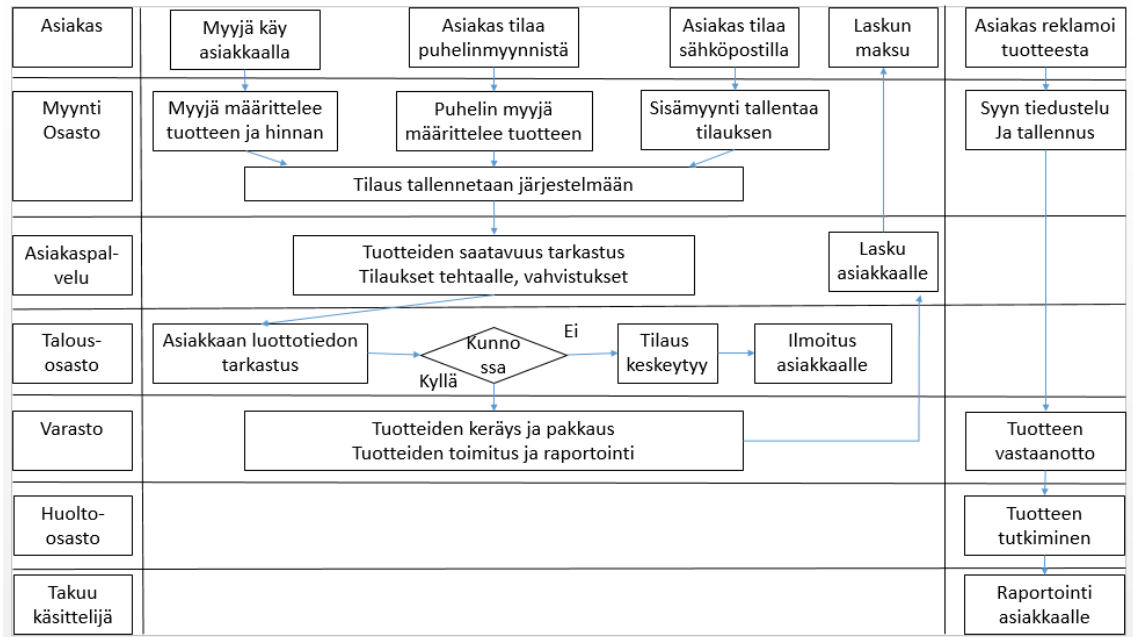 Asiakas
Myyjä käy
asiakkaalla
Asiakas tilaa
puhelinmyynnistä
Asiakas tilaa
sähköpostilla
Laskun
maksu
Asiakas reklamoi
tuotteesta
Myynti
Osasto
Myyjä määrittelee
tuotteen ja hinnan
Puhelin myyjä
määrittelee tuotteen
Sisämyynti tallentaa
tilauksen
Syyn tiedustelu
Ja tallennus
Tilaus tallennetaan järjestelmään
Asiakaspal-
velu
Tuotteiden saatavuus tarkastus
Tilaukset tehtaalle, vahvistukset
Lasku
asiakkaalle
Talous-
osasto
Asiakkaan luottotiedon
tarkastus
Kunno
ssa
Ei
Kyllä
Tilaus
keskeytyy
Ilmoitus
asiakkaalle
Varasto
Tuotteiden keräys ja pakkaus
Tuotteiden toimitus ja raportointi
Tuotteen
vastaanotto
Huolto-
osasto
Tuotteen
tutkiminen
Takuu
käsittelijä
Raportointi
asiakkaalle